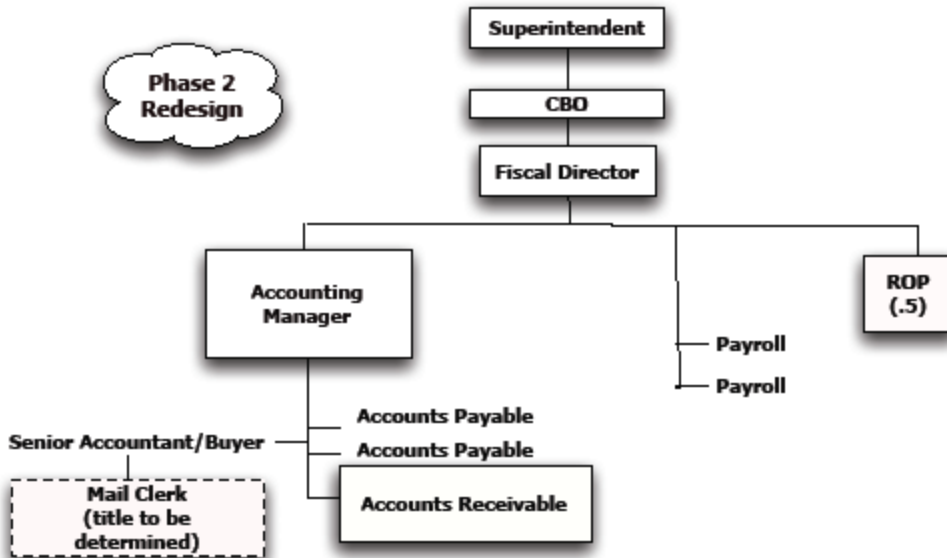 Superintendent
Phase 2
Redesign
CBO
Fiscal Director
Accounting
Manager
ROP
(.5)
Payroll
Payroll
Accounts Payable
Senior Accountant/Buyer
Accounts Payable
Mail Clerk
(title to be
determined)
Accounts Receivable